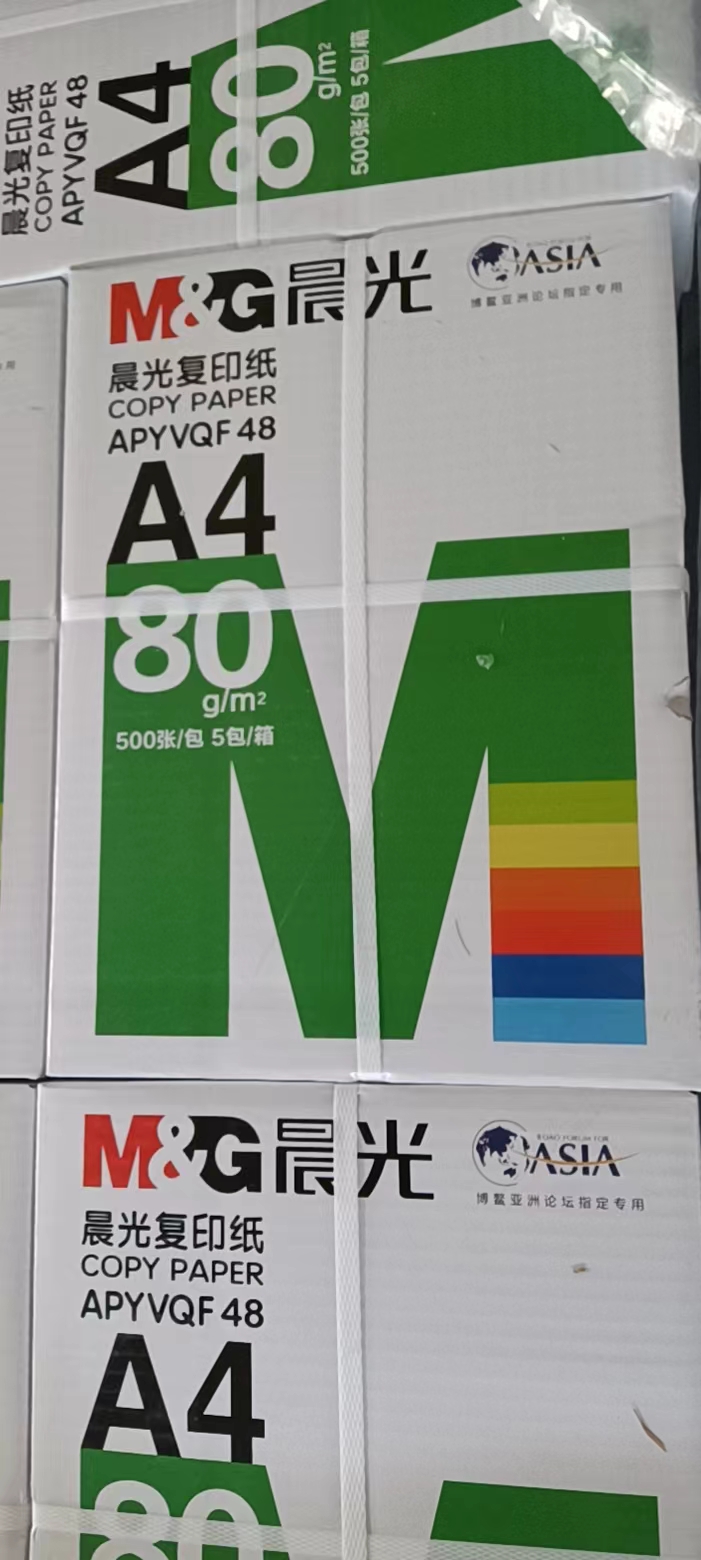 晨光复印纸
COPY PAPER
APYVQF 48
A4
80
g/m²
500张/包 5包/箱
M&G晨光
ASIA
博鳌亚洲论坛指定专用
晨光复印纸
COPY PAPER
APYVQF 48
A4
80
g/m²
500张/包 5包/箱
M&G晨光
BOAO FORUM FOR
ASIA
博鳌亚洲论坛指定专用
晨光复印纸
COPY PAPER
APYVQF 48
A4
80